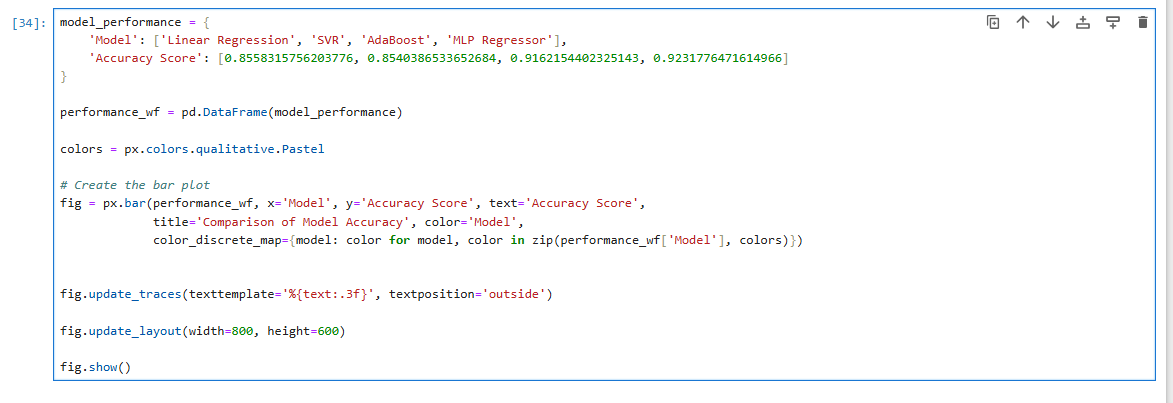 [34]: model_performance = {
    'Model': ['Linear Regression', 'SVR', 'AdaBoost', 'MLP Regressor'],
    'Accuracy Score': [0.8558315756203776, 0.8540386533652684, 0.9162154402325143, 0.9231776471614966]
}
performance_wf = pd.DataFrame(model_performance)
colors = px.colors.qualitative.Pastel
# Create the bar plot
fig = px.bar(performance_wf, x='Model', y='Accuracy Score', text='Accuracy Score',
             title='Comparison of Model Accuracy', color='Model',
             color_discrete_map={model: color for model, color in zip(performance_wf['Model'], colors)})
fig.update_traces(texttemplate='%{text:.3f}', textposition='outside')
fig.update_layout(width=800, height=600)
fig.show()